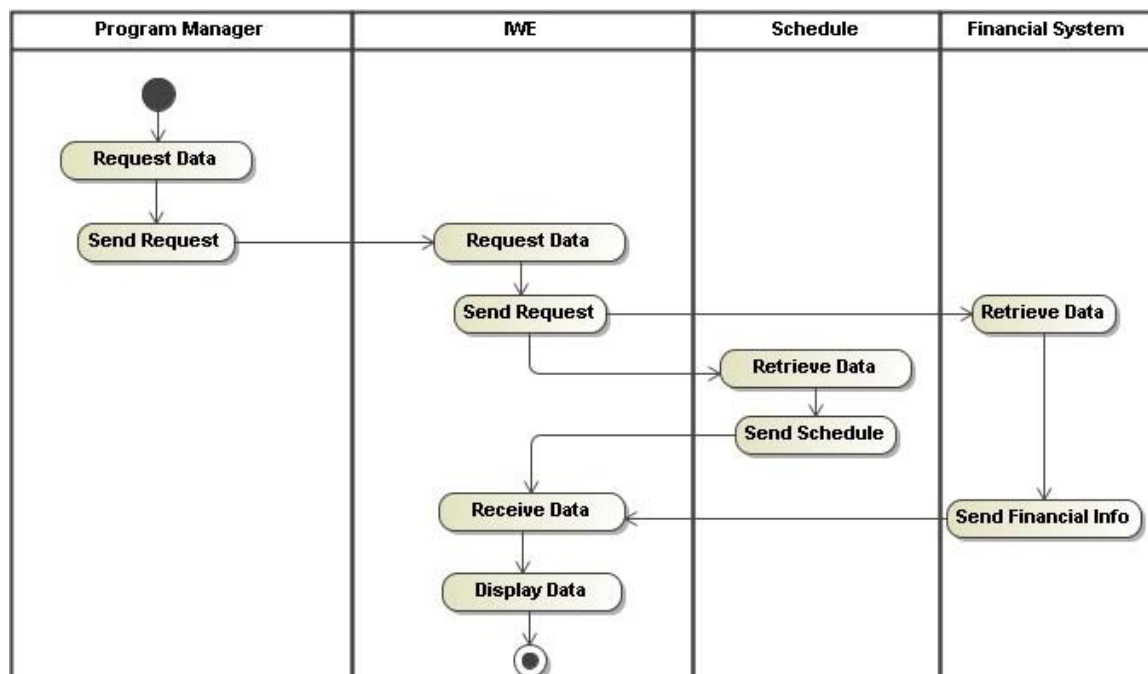 Program Manager
IWE
Schedule
Financial System
Request Data
Send Request
Request Data
Send Request
Retrieve Data
Retrieve Data
Send Schedule
Receive Data
Send Financial Info
Display Data